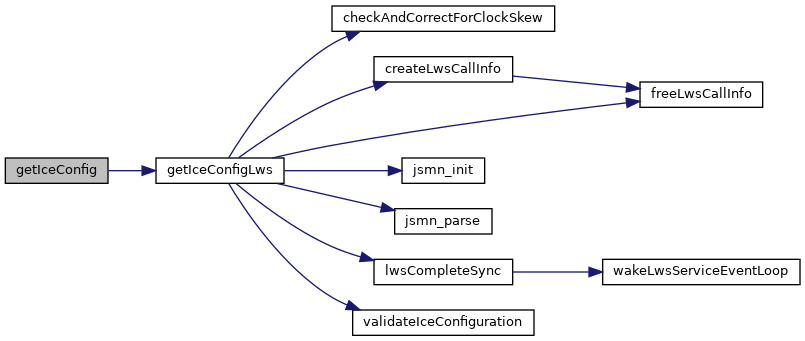 checkAndCorrectForClockSkew
createLwsCallInfo
freeLwsCallInfo
getIceConfig
getIceConfigLws
jsmn_init
jsmn_parse
lwsCompleteSync
wakeLwsServiceEventLoop
validateIceConfiguration